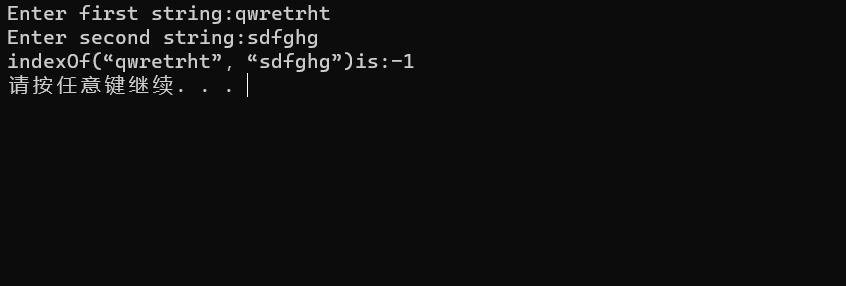 Enter first string:qwretrht
Enter second string:sdfghg
indexOf(“qwretrht”, “sdfghg”)is:-1
请按任意键继续. . .